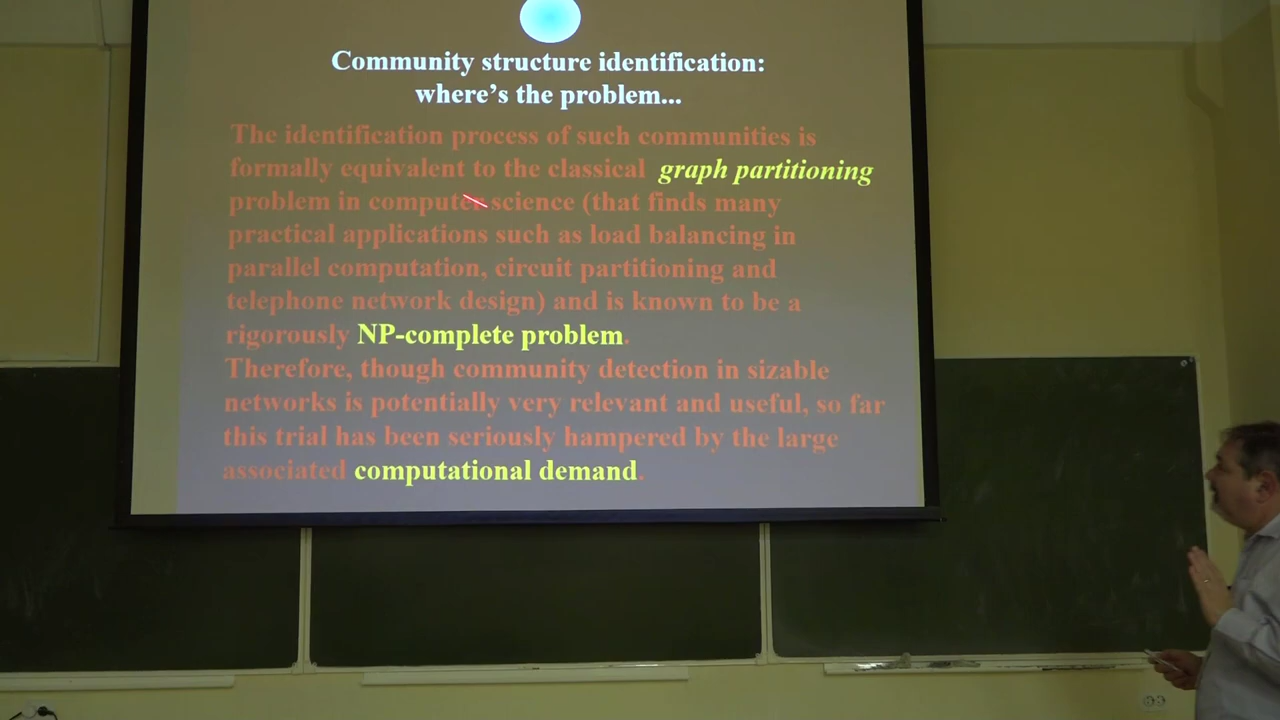 Community structure identification:
where's the problem...
The identification process of such communities is
formally equivalent to the classical graph partitioning
problem in computer science (that finds many
practical applications such as load balancing in
parallel computation, circuit partitioning and
telephone network design) and is known to be a
rigorously NP-complete problem.
Therefore, though community detection in sizable
networks is potentially very relevant and useful, so far
this trial has been seriously hampered by the large
associated computational demand.